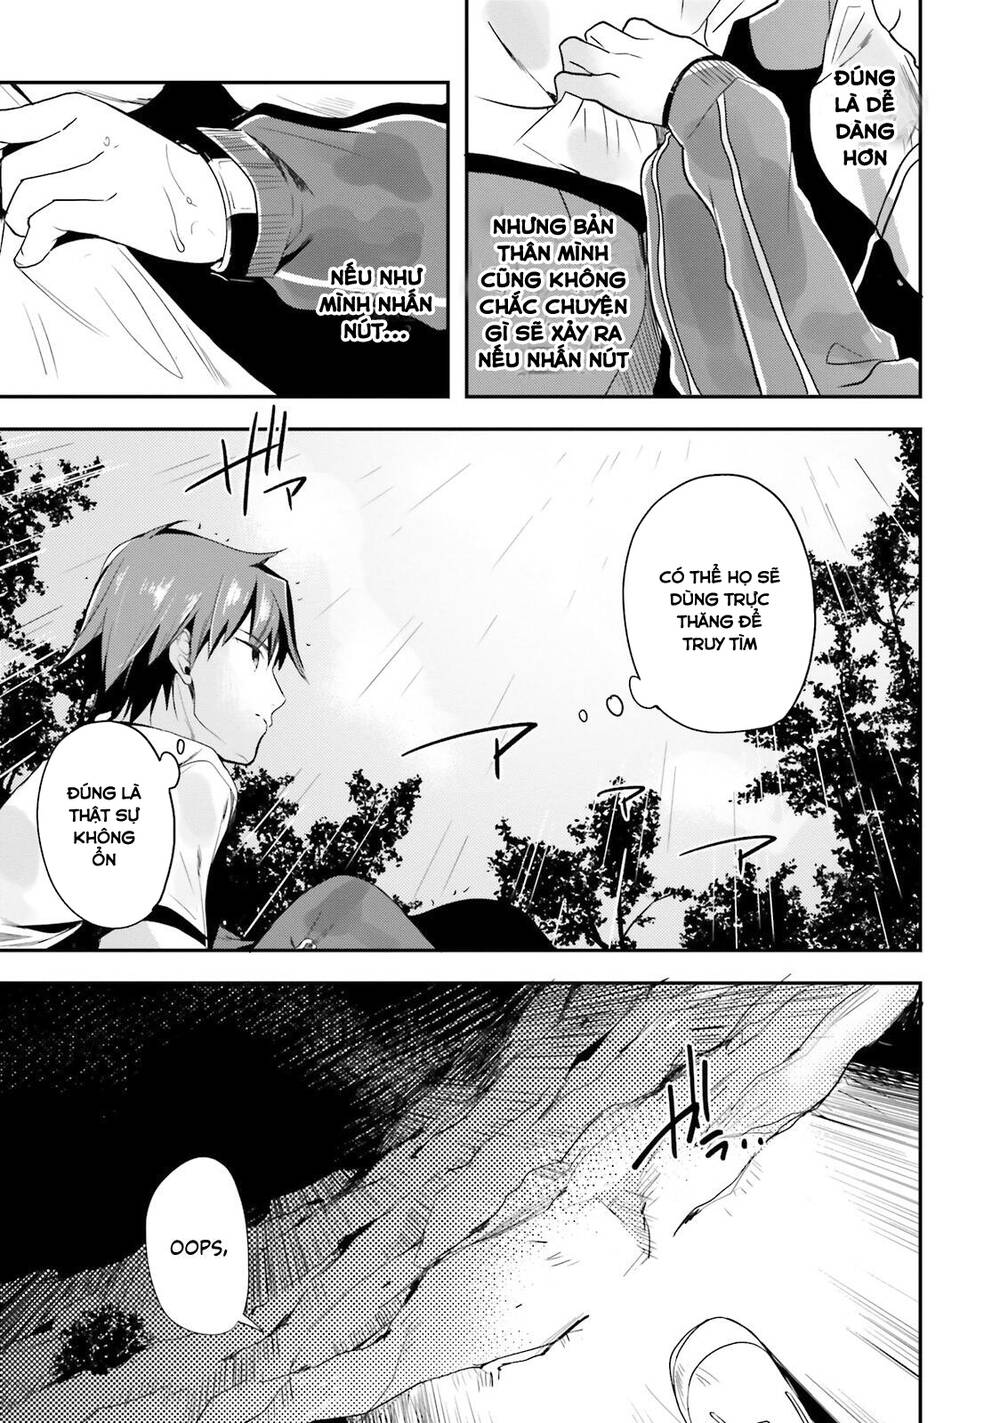 ĐÚNG
LÀ DỄ
DÀNG
HƠN
NHƯNG BẢN
THÂN MÌNH
CŨNG KHÔNG
CHẮC CHUYỆN
GÌ SẼ XẢY RA
NẾU NHẤN NÚT
NẾU NHƯ
MÌNH NHẤN
NÚT...
CÓ THỂ HỌ SẼ
DÙNG TRỰC
THĂNG ĐỂ
TRUY TÌM
ĐÚNG LÀ
THẬT SỰ
KHÔNG
ỔN
OOPS,